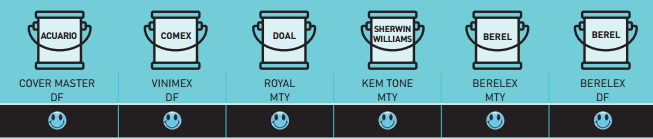 ACUARIO
COMEX
DOAL
SHERWIN
WILLIAMS
BEREL
BEREL
COVER MASTER
DF
VINIMEX
DF
ROYAL
MTY
KEM TONE
MTY
BERELEX
MTY
BERELEX
DF